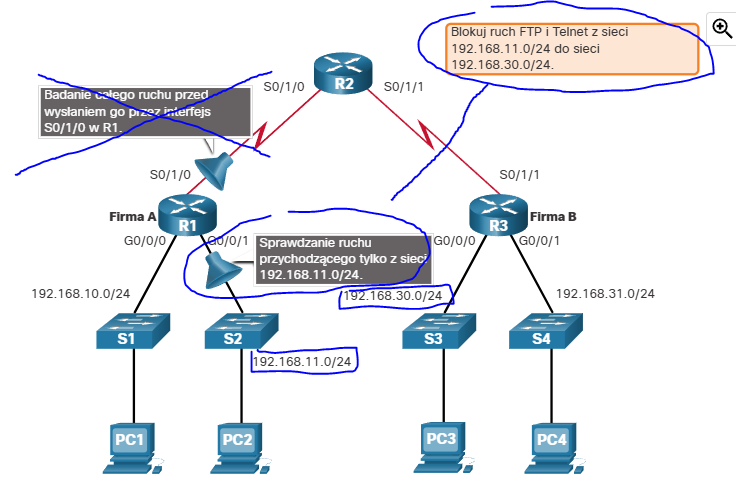 Blokuj ruch FTP i Telnet z sieci
192.168.11.0/24 do sieci
192.168.30.0/24.
R2
S0/1/0
S0/1/1
Badanie całego ruchu przed
wysłaniem go przez interfejs
S0/1/0 w R1.
S0/1/0
S0/1/1
Firma A
R1
R3
Firma B
G0/0/0
G0/0/1
G0/0/0
G0/0/1
Sprawdzanie ruchu
przychodzącego tylko z sieci
192.168.11.0/24.
192.168.10.0/24
192.168.30.0/24
192.168.31.0/24
S1
S2
S3
S4
192.168.11.0/24
PC1
PC2
PC3
PC4